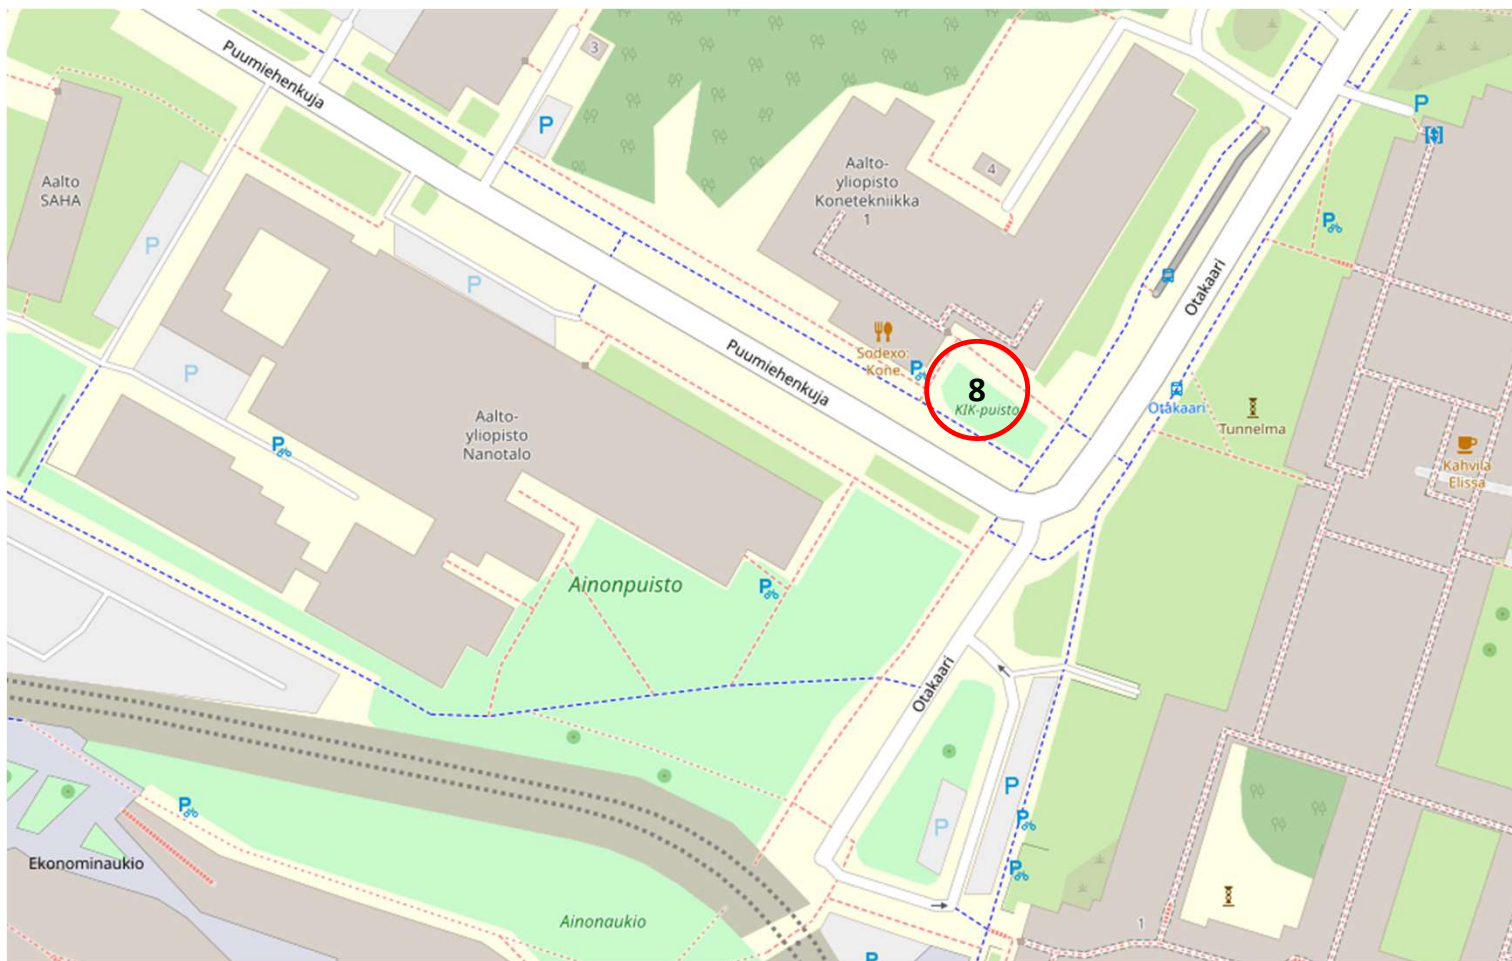 Puumiehenkuja
3
P
P
Aalto
SAHA
P
P
P
Aalto-
yliopisto
Konetekniikka
1
4
P
Otakaari
Sodexo:
Kone
P
8
KIK-puisto
Puumiehenkuja
Otakaari
Tunnelma
Kahvila
Elissa
Aalto-
yliopisto
Nanotalo
P
P
Ainonpuisto
P
Otakaari
P
P
P
P
P
Ekonominaukio
Ainonaukio
1
P